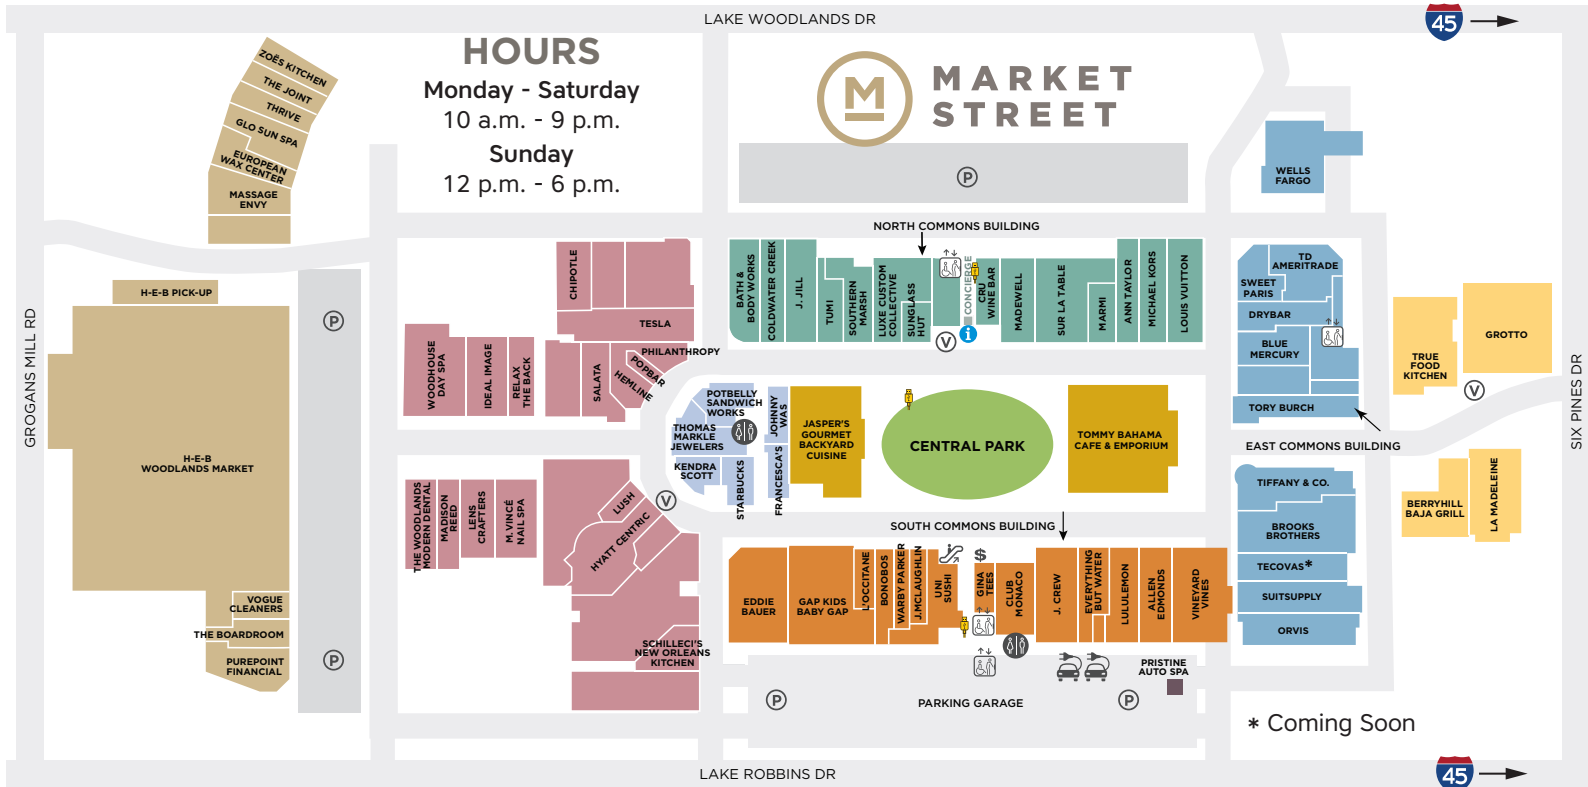 LAKE WOODLANDS DR
45
HOURS
Monday - Saturday
10 a.m. - 9 p.m.
Sunday
12 p.m. - 6 p.m.
M
MARKET
STREET
P
ZOËS KITCHEN
THE JOINT
THRIVE
GLO SUN SPA
EUROPEAN
WAX CENTER
MASSAGE
ENVY
WELLS
FARGO
GROGANS MILL RD
H-E-B PICK-UP
H-E-B
WOODLANDS MARKET
VOGUE
CLEANERS
THE BOARDROOM
PUREPOINT
FINANCIAL
P
P
CHIPOTLE
TESLA
PHILANTHROPY
POPBAR
HEMLINE
SALATA
WOODHOUSE
DAY SPA
IDEAL IMAGE
RELAX
THE BACK
THE WOODLANDS
MODERN DENTAL
MADISON
REED
LENS
CRAFTERS
M. VINCÉ
NAIL SPA
LUSH
HYATT CENTRIC
SCHILLECI'S
NEW ORLEANS
KITCHEN
V
NORTH COMMONS BUILDING
BATH &
BODY WORKS
COLDWATER CREEK
J. JILL
TUMI
SOUTHERN
MARSH
LUXE CUSTOM
COLLECTIVE
SUNGLASS
HUT
CONCIERGE
i
V
CRU
WINE BAR
MADEWELL
SUR LA TABLE
MARMI
ANN TAYLOR
MICHAEL KORS
LOUIS VUITTON
POTBELLY
SANDWICH
WORKS
THOMAS
MARKLE
JEWELERS
KENDRA
SCOTT
STARBUCKS
JOHNNY
WAS
FRANCESCA'S
JASPER'S
GOURMET
BACKYARD
CUISINE
CENTRAL PARK
TOMMY BAHAMA
CAFE & EMPORIUM
SOUTH COMMONS BUILDING
EDDIE
BAUER
GAP KIDS
BABY GAP
L'OCCITANE
BONOBOS
WARBY PARKER
J.MCLAUGHLIN
UNI
SUSHI
$
GINA
TEES
CLUB
MONACO
J. CREW
EVERYTHING
BUT WATER
LULULEMON
ALLEN
EDMONDS
VINEYARD
VINES
P
PARKING GARAGE
P
PRISTINE
AUTO SPA
TD
AMERITRADE
SWEET
PARIS
DRYBAR
BLUE
MERCURY
TORY BURCH
EAST COMMONS BUILDING
TIFFANY & CO.
BROOKS
BROTHERS
TECOVAS*
SUITSUPPLY
ORVIS
TRUE
FOOD
KITCHEN
GROTTO
V
BERRYHILL
BAJA GRILL
LA MADELEINE
SIX PINES DR
* Coming Soon
LAKE ROBBINS DR
45